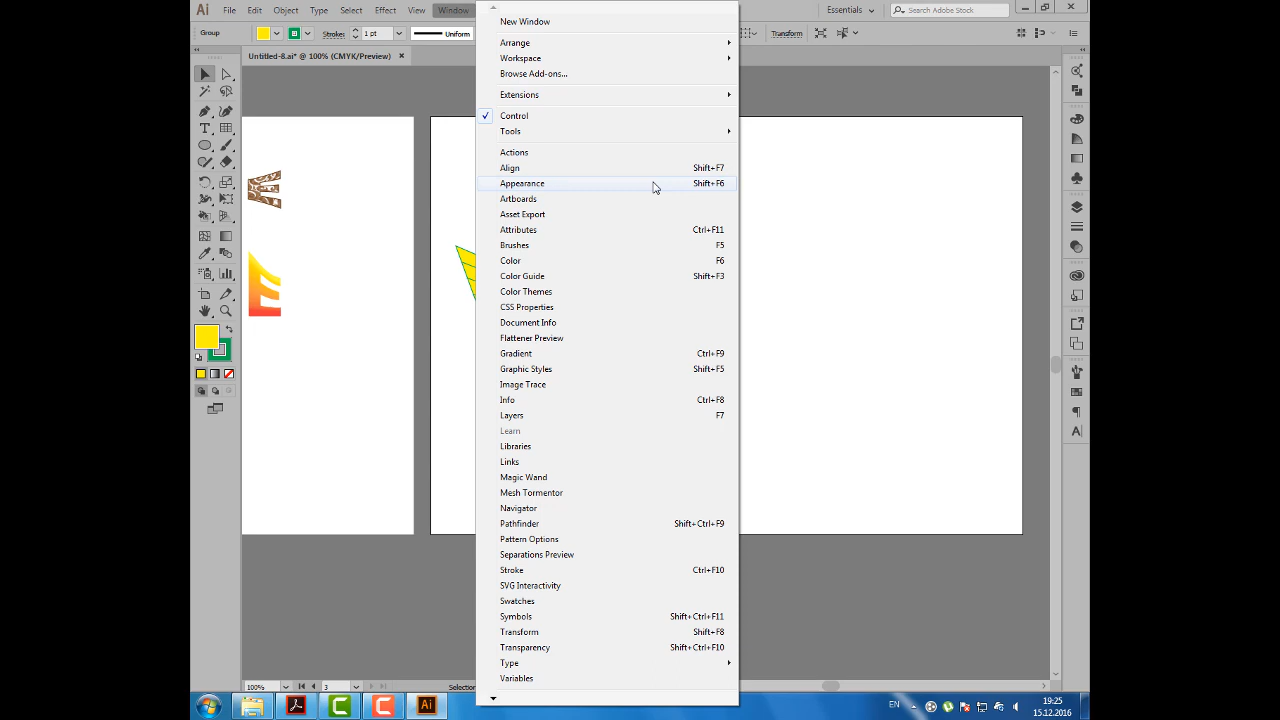 Ai File Edit Object Type Select Effect View Window Essentials Search Adobe Stock
Group Strokes: 1 pt Uniform Transform
Untitled-8.ai* @ 100% (CMYK/Preview)
New Window
Arrange
Workspace
Browse Add-ons...
Extensions
Control
Tools
Actions
Align Shift+F7
Appearance Shift+F6
Artboards
Asset Export
Attributes Ctrl+F11
Brushes F5
Color F6
Color Guide Shift+F3
Color Themes
CSS Properties
Document Info
Flattener Preview
Gradient Ctrl+F9
Graphic Styles Shift+F5
Image Trace
Info Ctrl+F8
Layers F7
Learn
Libraries
Links
Magic Wand
Mesh Tormentor
Navigator
Pathfinder Shift+Ctrl+F9
Pattern Options
Separations Preview
Stroke Ctrl+F10
SVG Interactivity
Swatches
Symbols Shift+Ctrl+F11
Transform Shift+F8
Transparency Shift+Ctrl+F10
Type
Variables
E
E
100% 3 Selection
Ai EN 19:25
15.12.2016